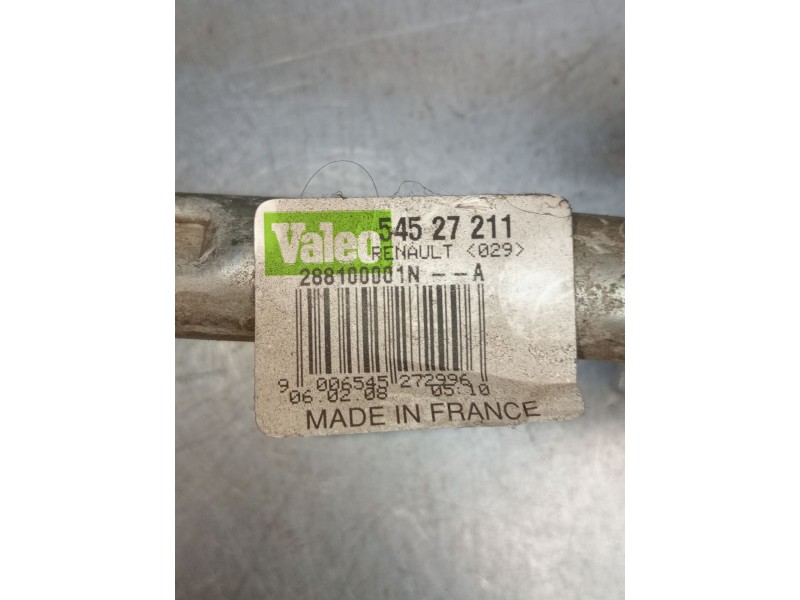 Valeo 545 27 211
RENAULT <029>
288100001N - - A
9 006545 272996
06.02.08 05:10
MADE IN FRANCE